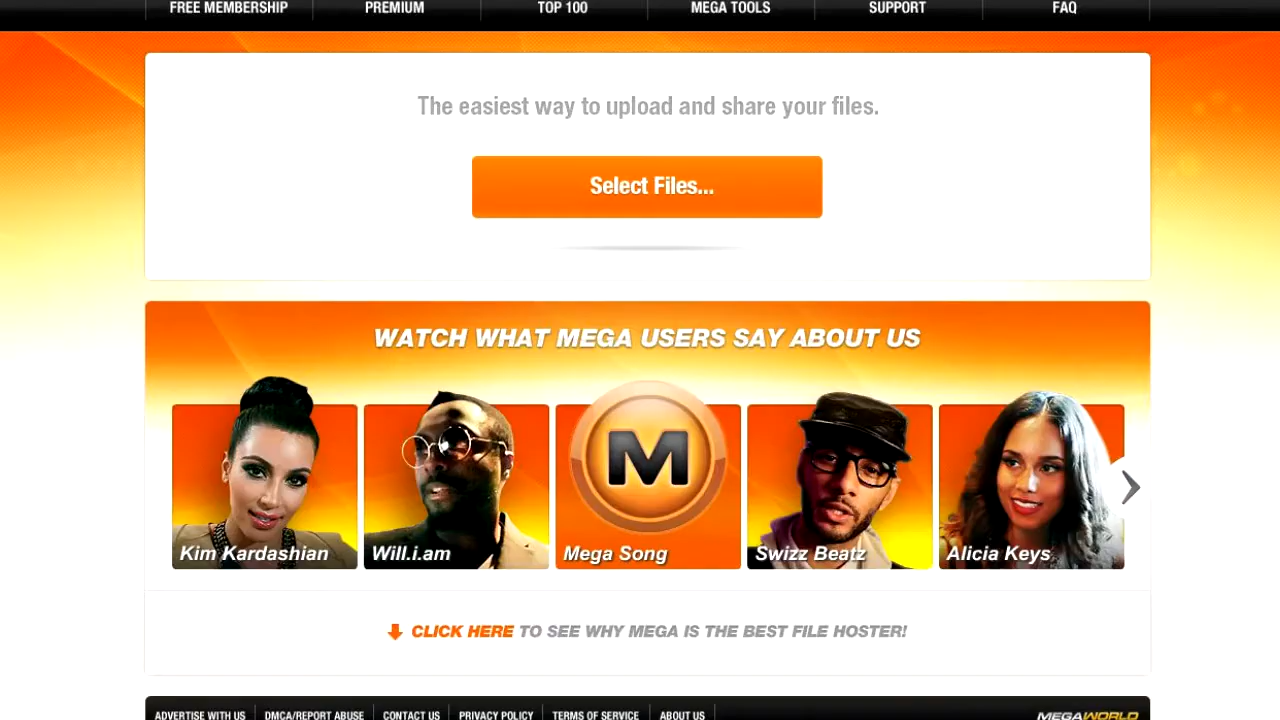 FREE MEMBERSHIP PREMIUM TOP 100 MEGA TOOLS SUPPORT FAQ
The easiest way to upload and share your files.
Select Files...
WATCH WHAT MEGA USERS SAY ABOUT US
M
Kim Kardashian Will.i.am Mega Song Swizz Beatz Alicia Keys
CLICK HERE TO SEE WHY MEGA IS THE BEST FILE HOSTER!
ADVERTISE WITH US DMCA/REPORT ABUSE CONTACT US PRIVACY POLICY TERMS OF SERVICE ABOUT US MEGAWORLD